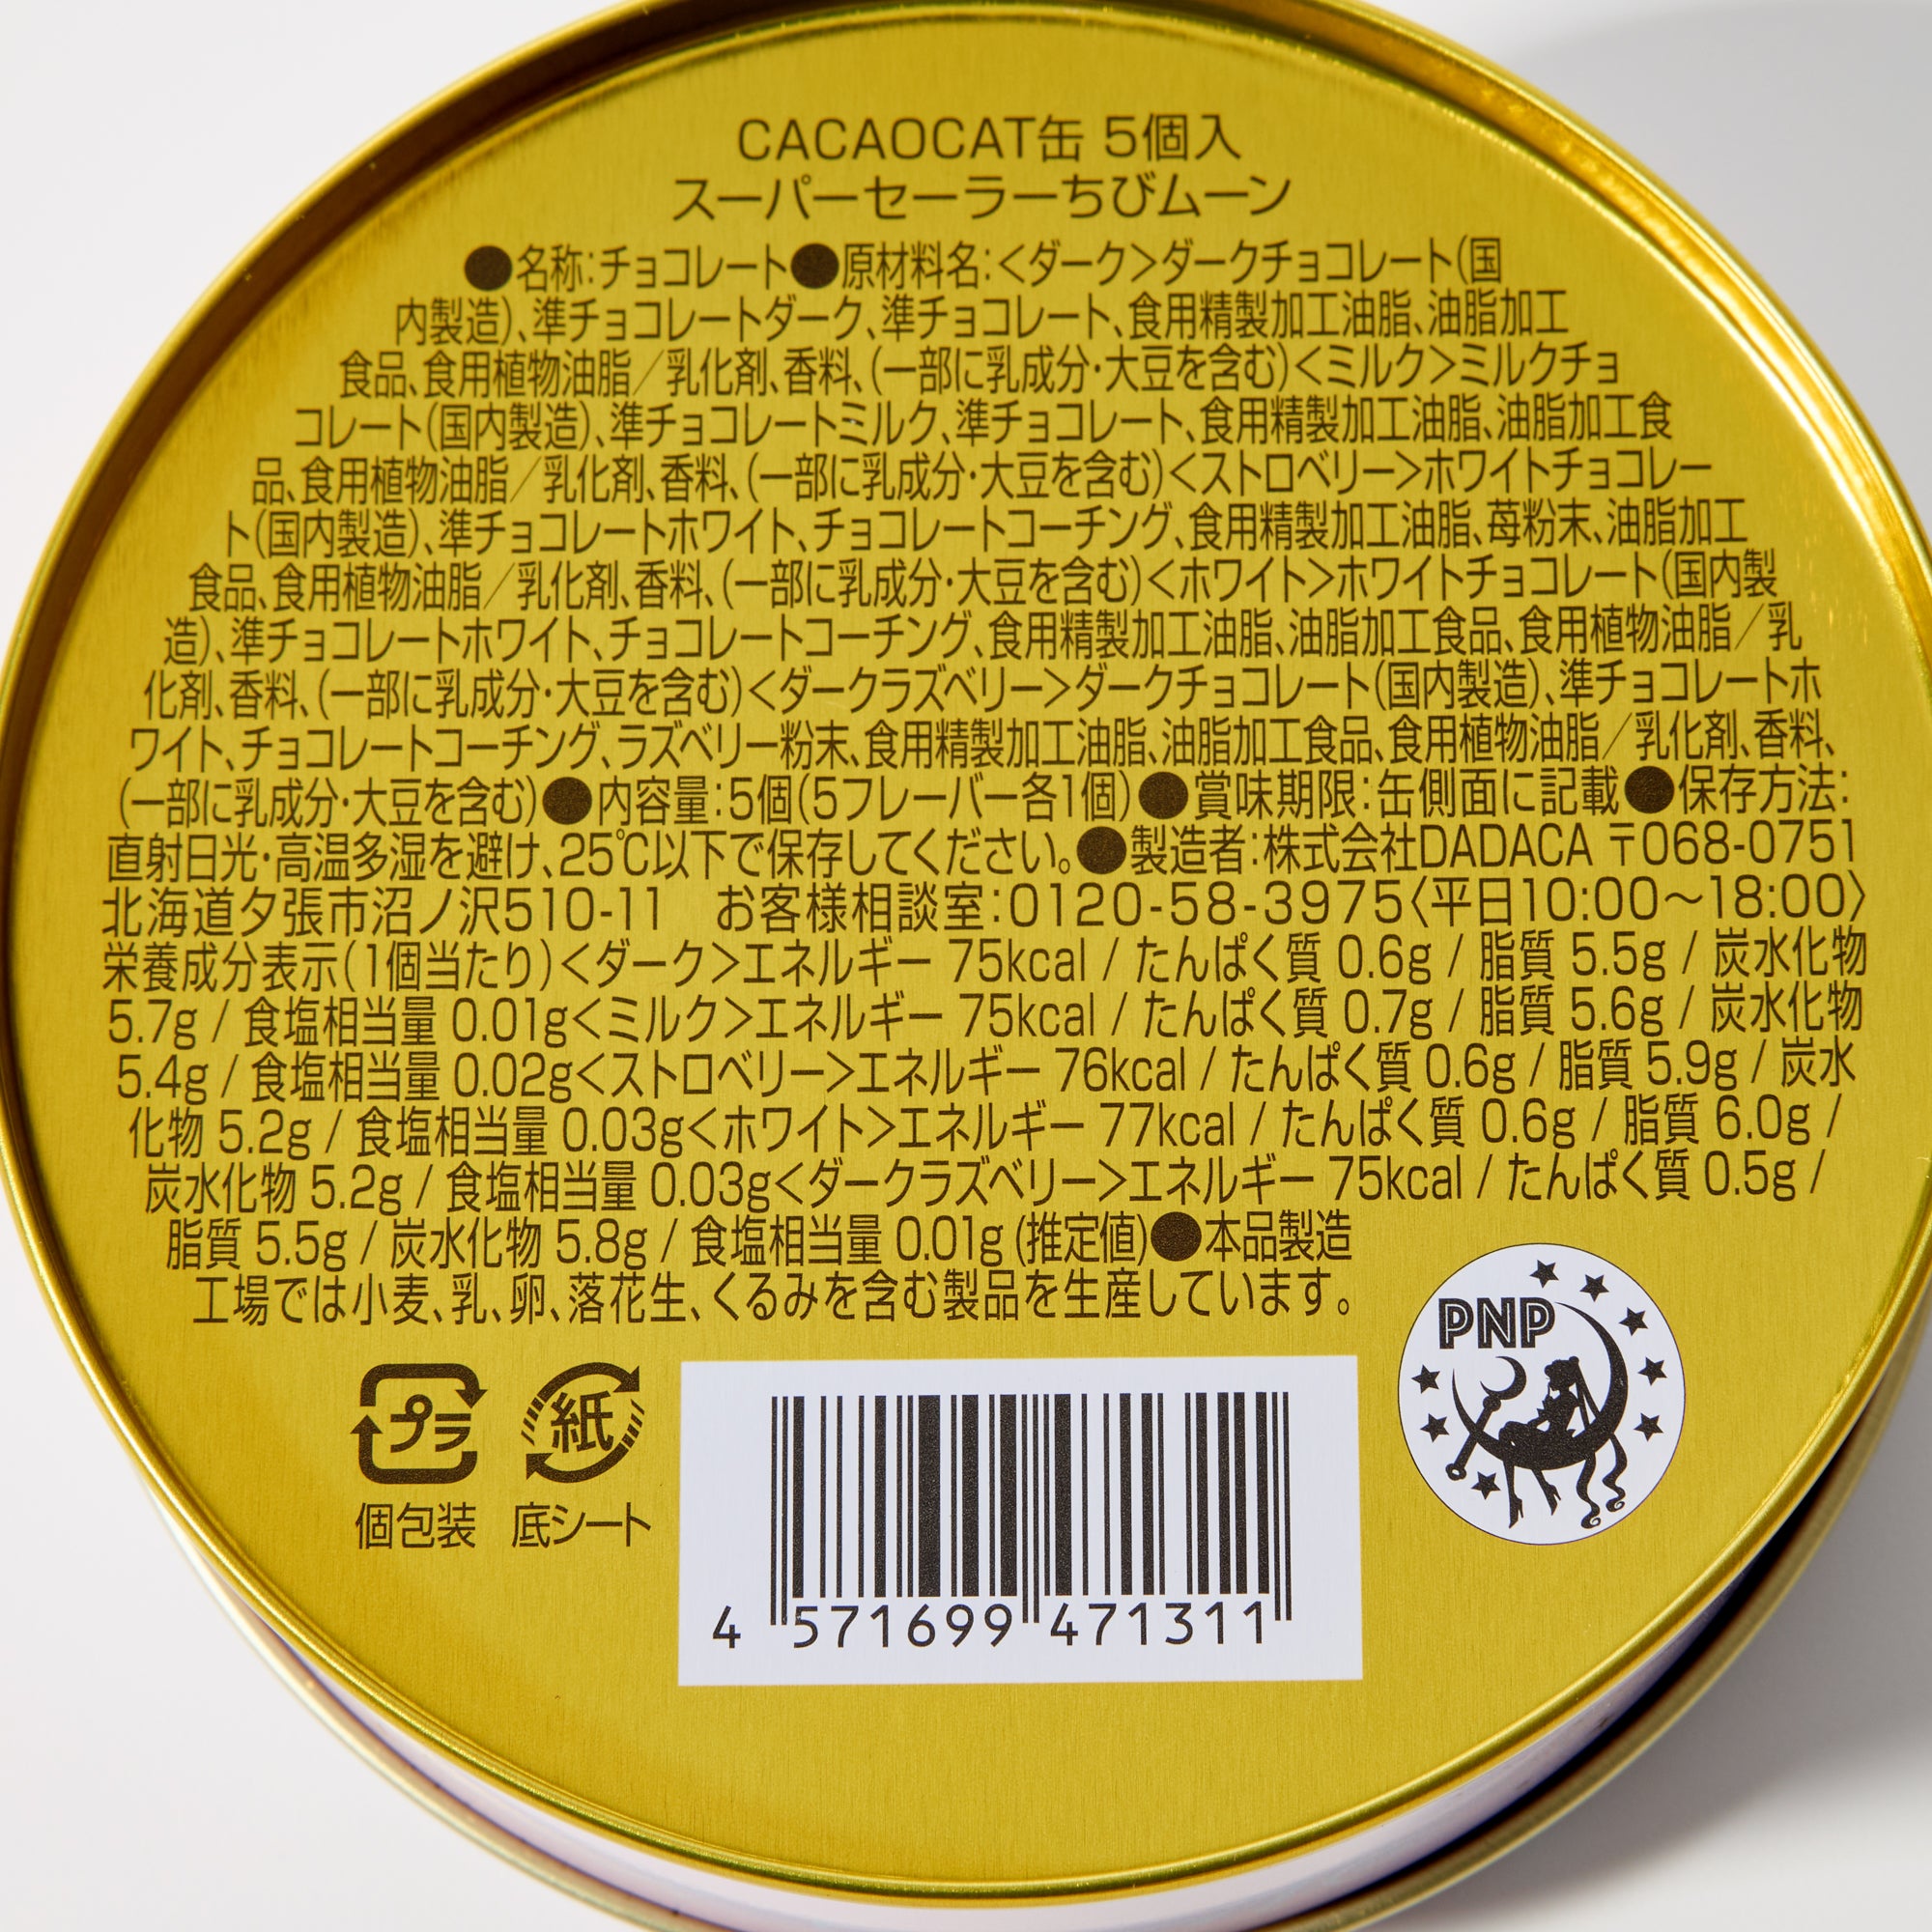 CACAOCAT缶 5個入
スーパーセーラーちびムーン
●名称:チョコレート●原材料名:<ダーク>ダークチョコレート(国
内製造)、準チョコレートダーク、準チョコレート、食用精製加工油脂、油脂加工
食品、食用植物油脂/乳化剤、香料、(一部に乳成分・大豆を含む)<ミルク>ミルクチョ
コレート(国内製造)、準チョコレートミルク、準チョコレート、食用精製加工油脂、油脂加工食
品、食用植物油脂/乳化剤、香料、(一部に乳成分・大豆を含む)<ストロベリー>ホワイトチョコレー
ト(国内製造)、準チョコレートホワイト、チョコレートコーチング、食用精製加工油脂、苺粉末、油脂加工
食品、食用植物油脂/乳化剤、香料、(一部に乳成分・大豆を含む)<ホワイト>ホワイトチョコレート(国内製
造)、準チョコレートホワイト、チョコレートコーチング、食用精製加工油脂、油脂加工食品、食用植物油脂/乳
化剤、香料、(一部に乳成分・大豆を含む)<ダークラズベリー>ダークチョコレート(国内製造)、準チョコレートホ
ワイト、チョコレートコーチング、ラズベリー粉末、食用精製加工油脂、油脂加工食品、食用植物油脂/乳化剤、香料、
(一部に乳成分・大豆を含む)●内容量:5個(5フレーバー各1個)●賞味期限:缶側面に記載●保存方法:
直射日光・高温多湿を避け、25℃以下で保存してください。●製造者:株式会社DADACA 〒068-0751
北海道夕張市沼ノ沢510-11 お客様相談室:0120-58-3975〈平日10:00〜18:00〉
栄養成分表示(1個当たり)<ダーク>エネルギー 75kcal / たんぱく質 0.6g / 脂質 5.5g / 炭水化物
5.7g / 食塩相当量 0.01g<ミルク>エネルギー 75kcal / たんぱく質 0.7g / 脂質 5.6g / 炭水化物
5.4g / 食塩相当量 0.02g<ストロベリー>エネルギー 76kcal / たんぱく質 0.6g / 脂質 5.9g / 炭水
化物 5.2g / 食塩相当量 0.03g<ホワイト>エネルギー 77kcal / たんぱく質 0.6g / 脂質 6.0g /
炭水化物 5.2g / 食塩相当量 0.03g<ダークラズベリー>エネルギー 75kcal / たんぱく質 0.5g /
脂質 5.5g / 炭水化物 5.8g / 食塩相当量 0.01g (推定値)●本品製造
工場では小麦、乳、卵、落花生、くるみを含む製品を生産しています。
PNP
プラ 紙
個包装 底シート
4 571699 471311